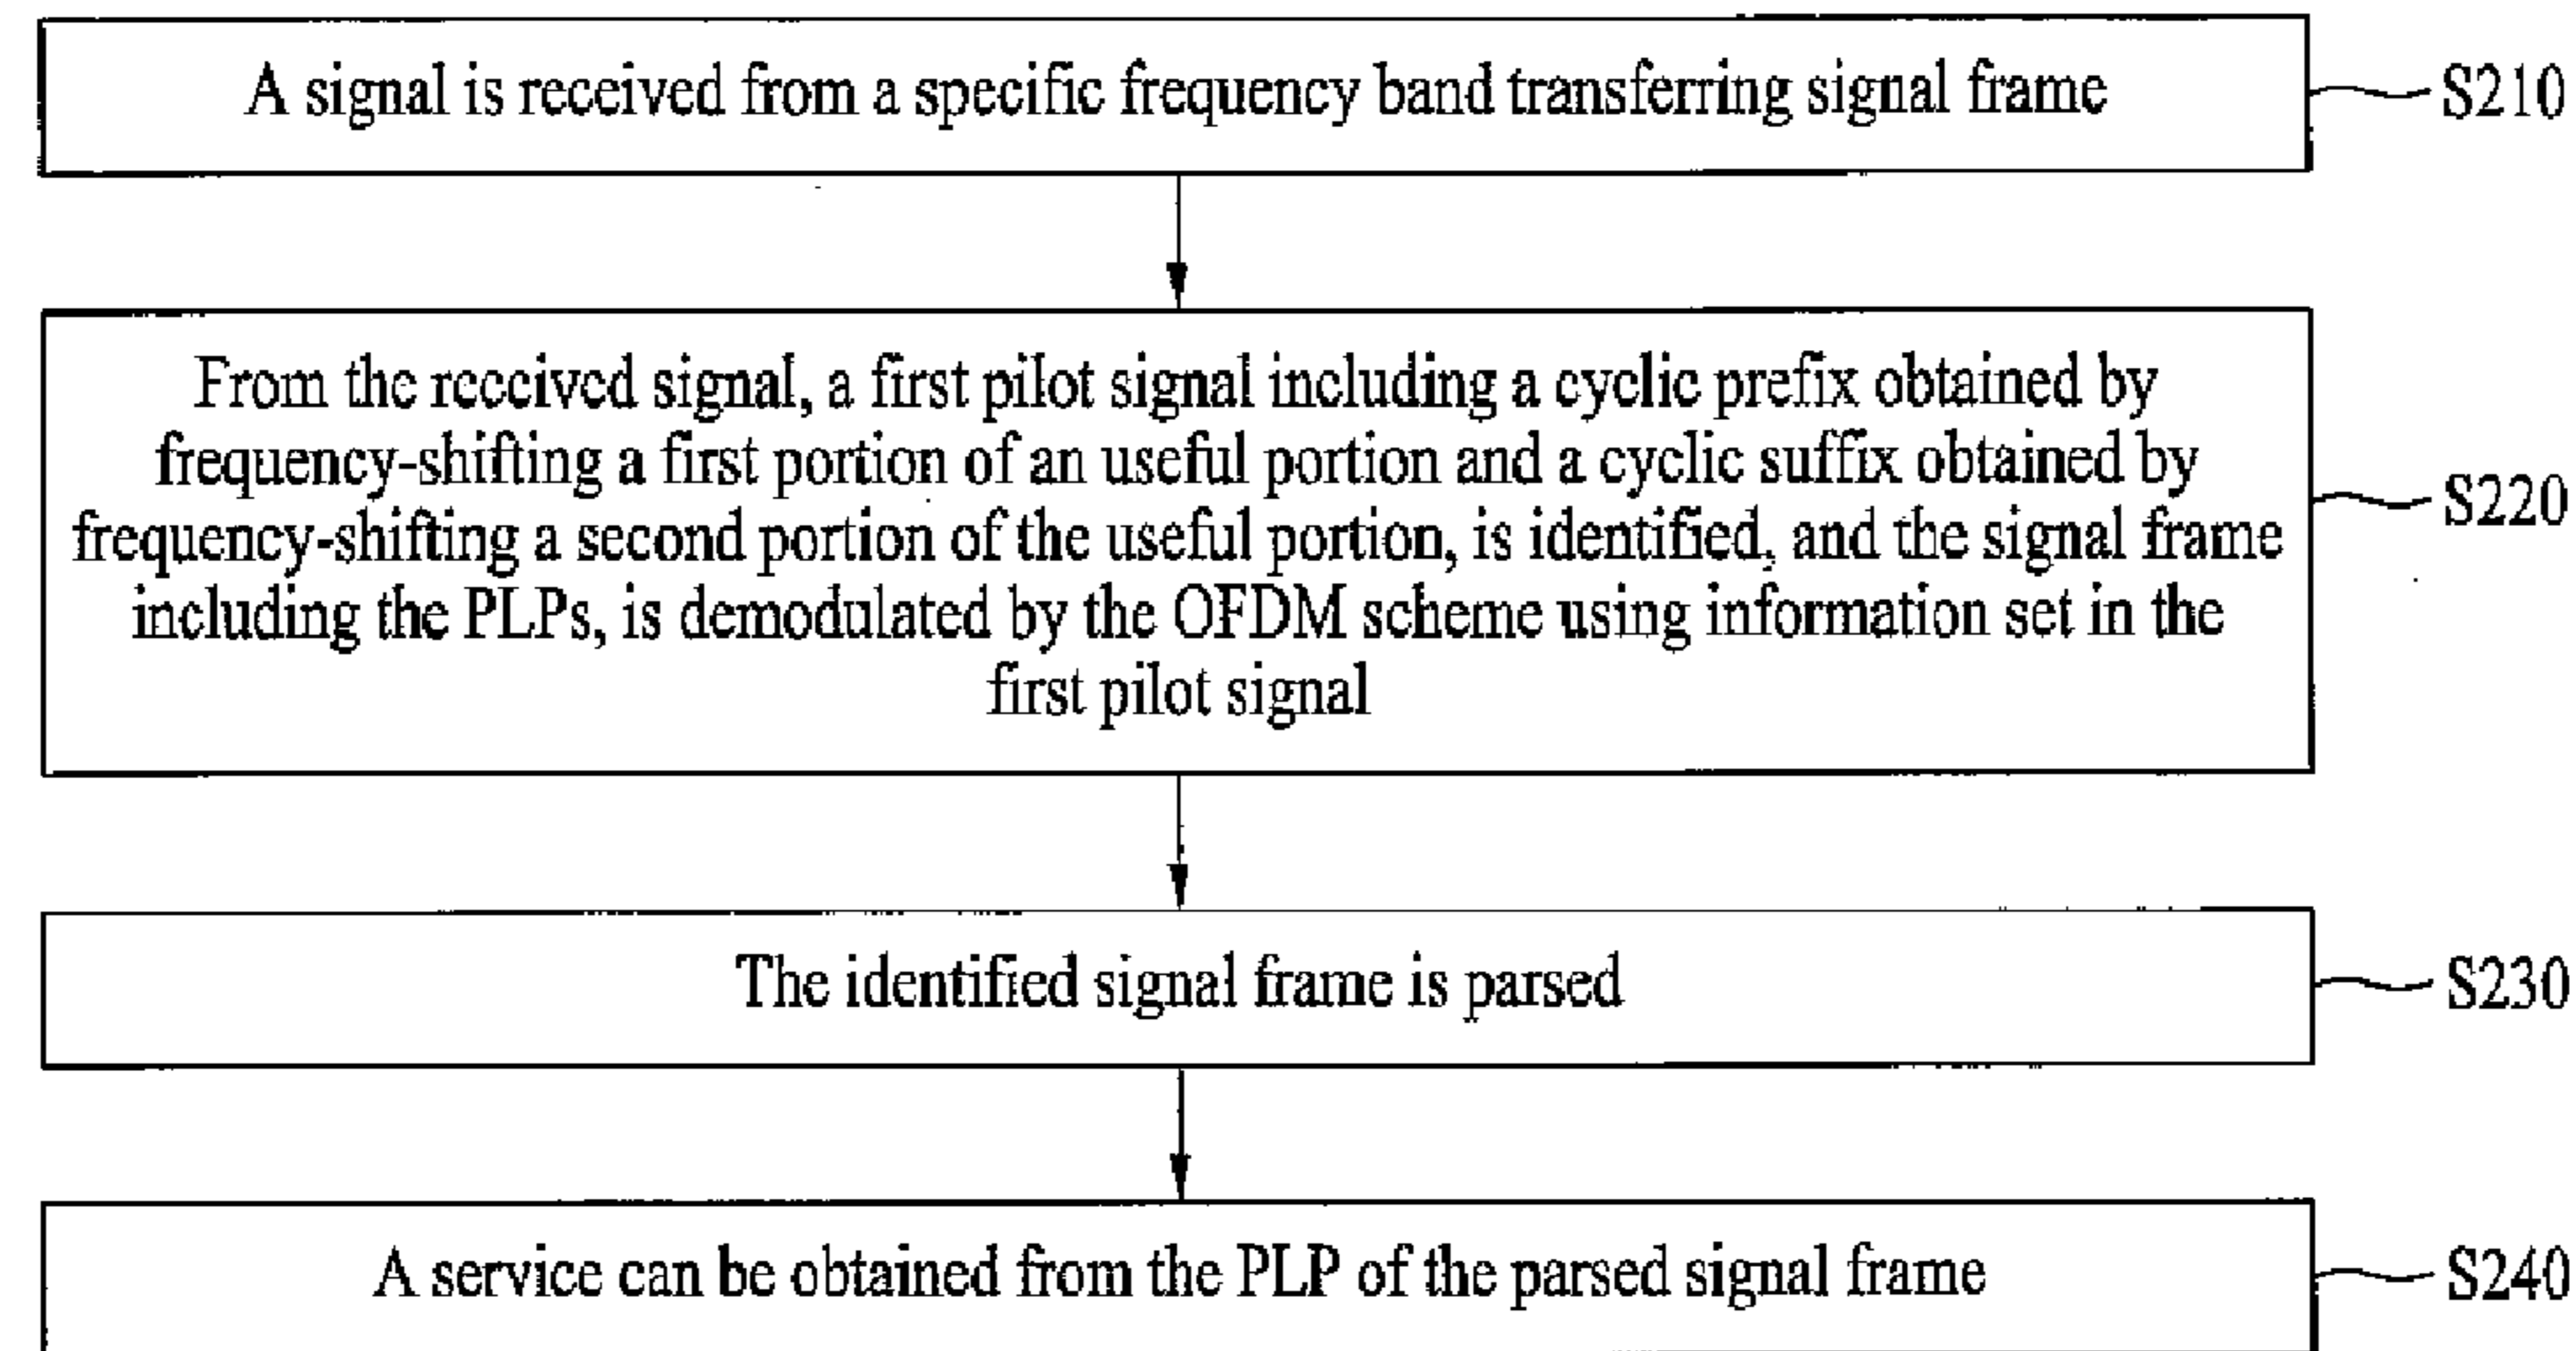 A signal is received from a specific frequency band transferring signal frame
S210
From the received signal, a first pilot signal including a cyclic prefix obtained by
frequency-shifting a first portion of an useful portion and a cyclic suffix obtained by
frequency-shifting a second portion of the useful portion, is identified, and the signal frame
including the PLPs, is demodulated by the OFDM scheme using information set in the
first pilot signal
S220
The identified signal frame is parsed
S230
A service can be obtained from the PLP of the parsed signal frame
S240